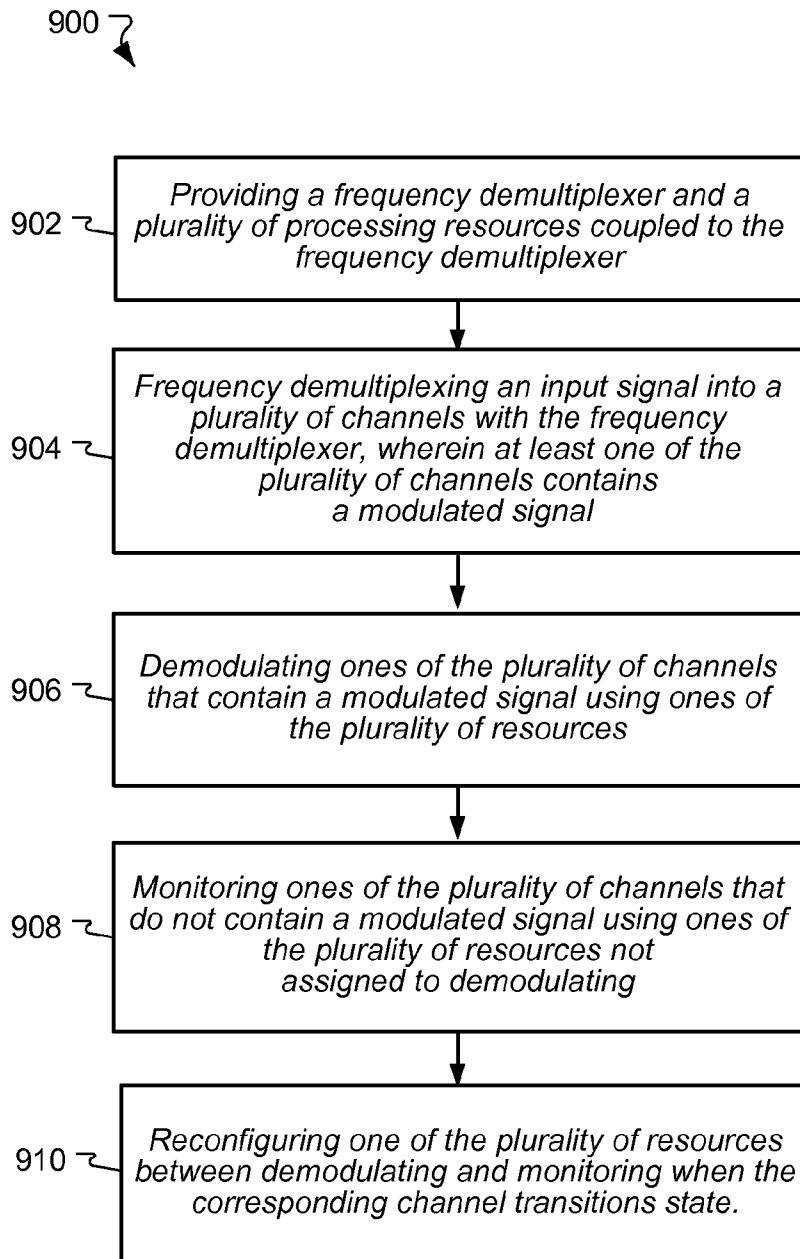 900
902
Providing a frequency demultiplexer and a
plurality of processing resources coupled to the
frequency demultiplexer
904
Frequency demultiplexing an input signal into a
plurality of channels with the frequency
demultiplexer, wherein at least one of the
plurality of channels contains
a modulated signal
906
Demodulating ones of the plurality of channels
that contain a modulated signal using ones of
the plurality of resources
908
Monitoring ones of the plurality of channels that
do not contain a modulated signal using ones of
the plurality of resources not
assigned to demodulating
910
Reconfiguring one of the plurality of resources
between demodulating and monitoring when the
corresponding channel transitions state.